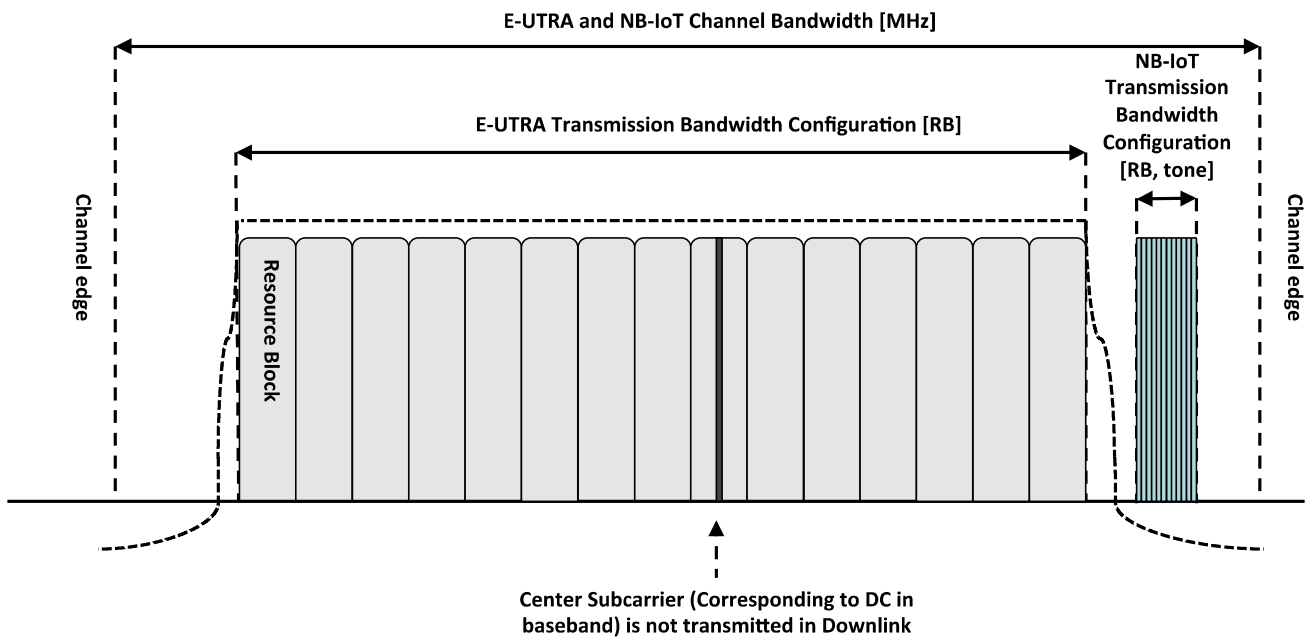 E-UTRA and NB-IoT Channel Bandwidth [MHz]
NB-IoT
Transmission
Bandwidth
Configuration
[RB, tone]
E-UTRA Transmission Bandwidth Configuration [RB]
Channel edge
Channel edge
Resource Block
Center Subcarrier (Corresponding to DC in
baseband) is not transmitted in Downlink